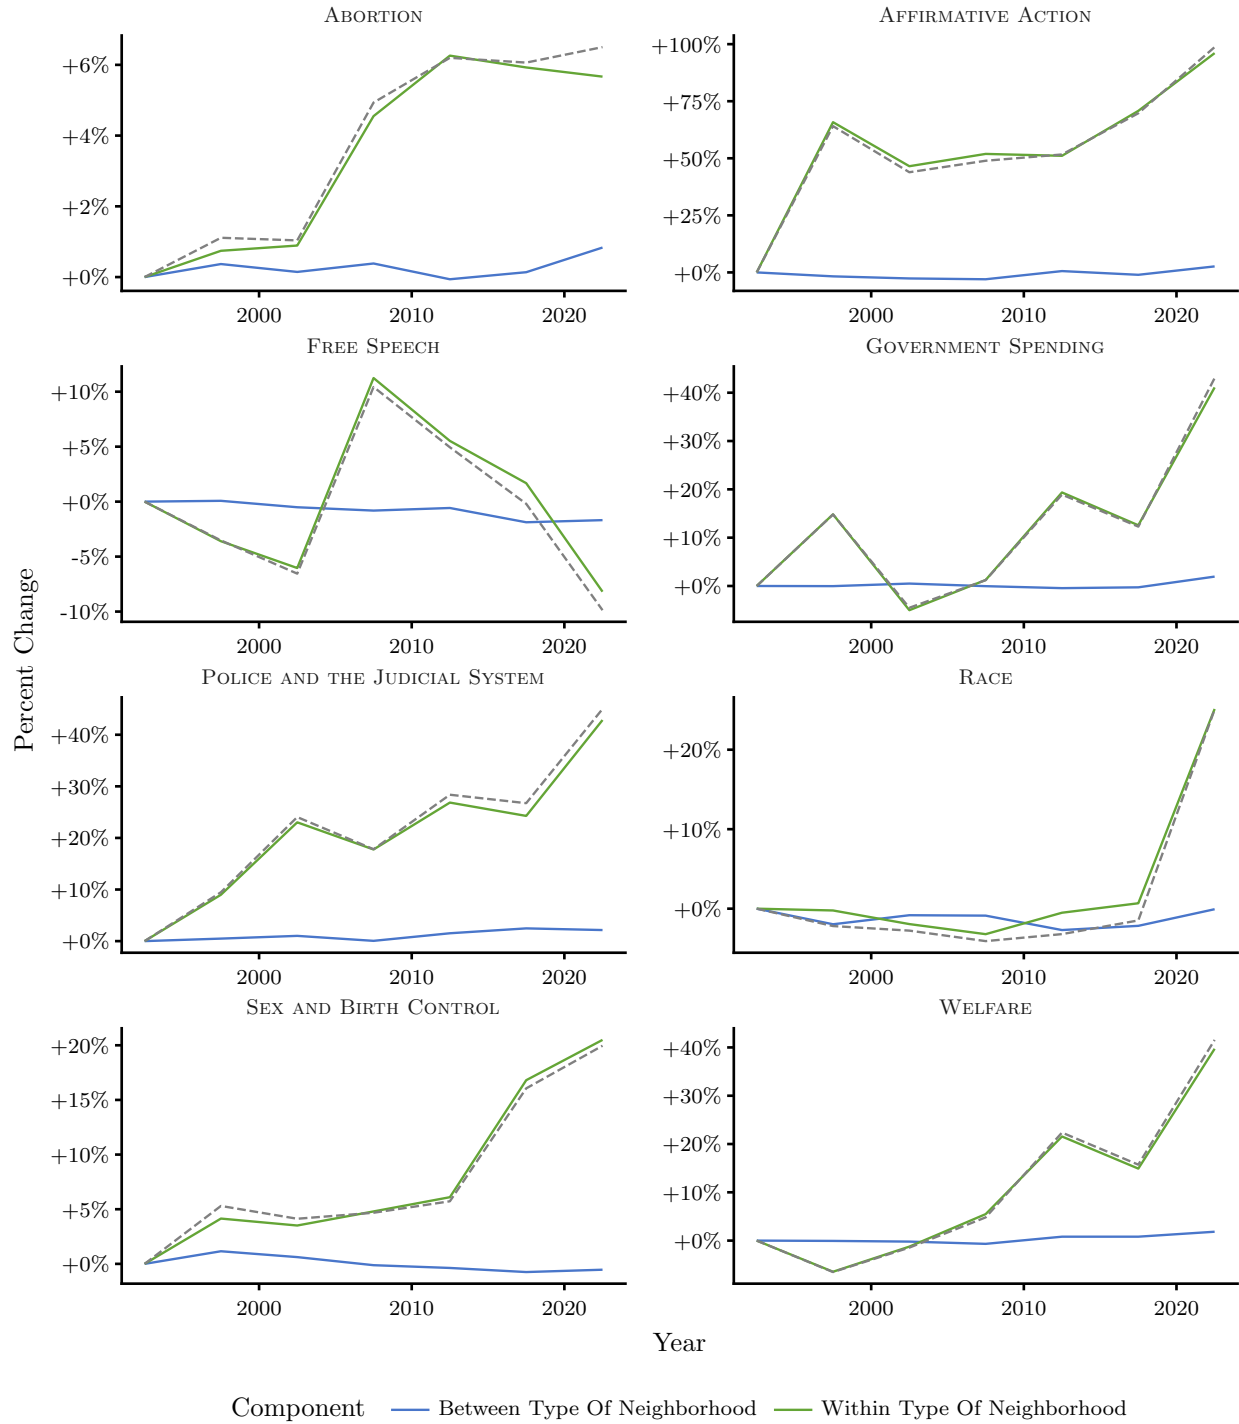 ABORTION
+6%
+4%
+2%
+0%
2000 2010 2020
AFFIRMATIVE ACTION
+100%
+75%
+50%
+25%
+0%
2000 2010 2020
FREE SPEECH
+10%
+5%
+0%
-5%
-10%
2000 2010 2020
GOVERNMENT SPENDING
+40%
+30%
+20%
+10%
+0%
2000 2010 2020
Percent Change
POLICE AND THE JUDICIAL SYSTEM
+40%
+30%
+20%
+10%
+0%
2000 2010 2020
RACE
+20%
+10%
+0%
2000 2010 2020
SEX AND BIRTH CONTROL
+20%
+15%
+10%
+5%
+0%
2000 2010 2020
WELFARE
+40%
+30%
+20%
+10%
+0%
2000 2010 2020
Year
Component Between Type Of Neighborhood Within Type Of Neighborhood